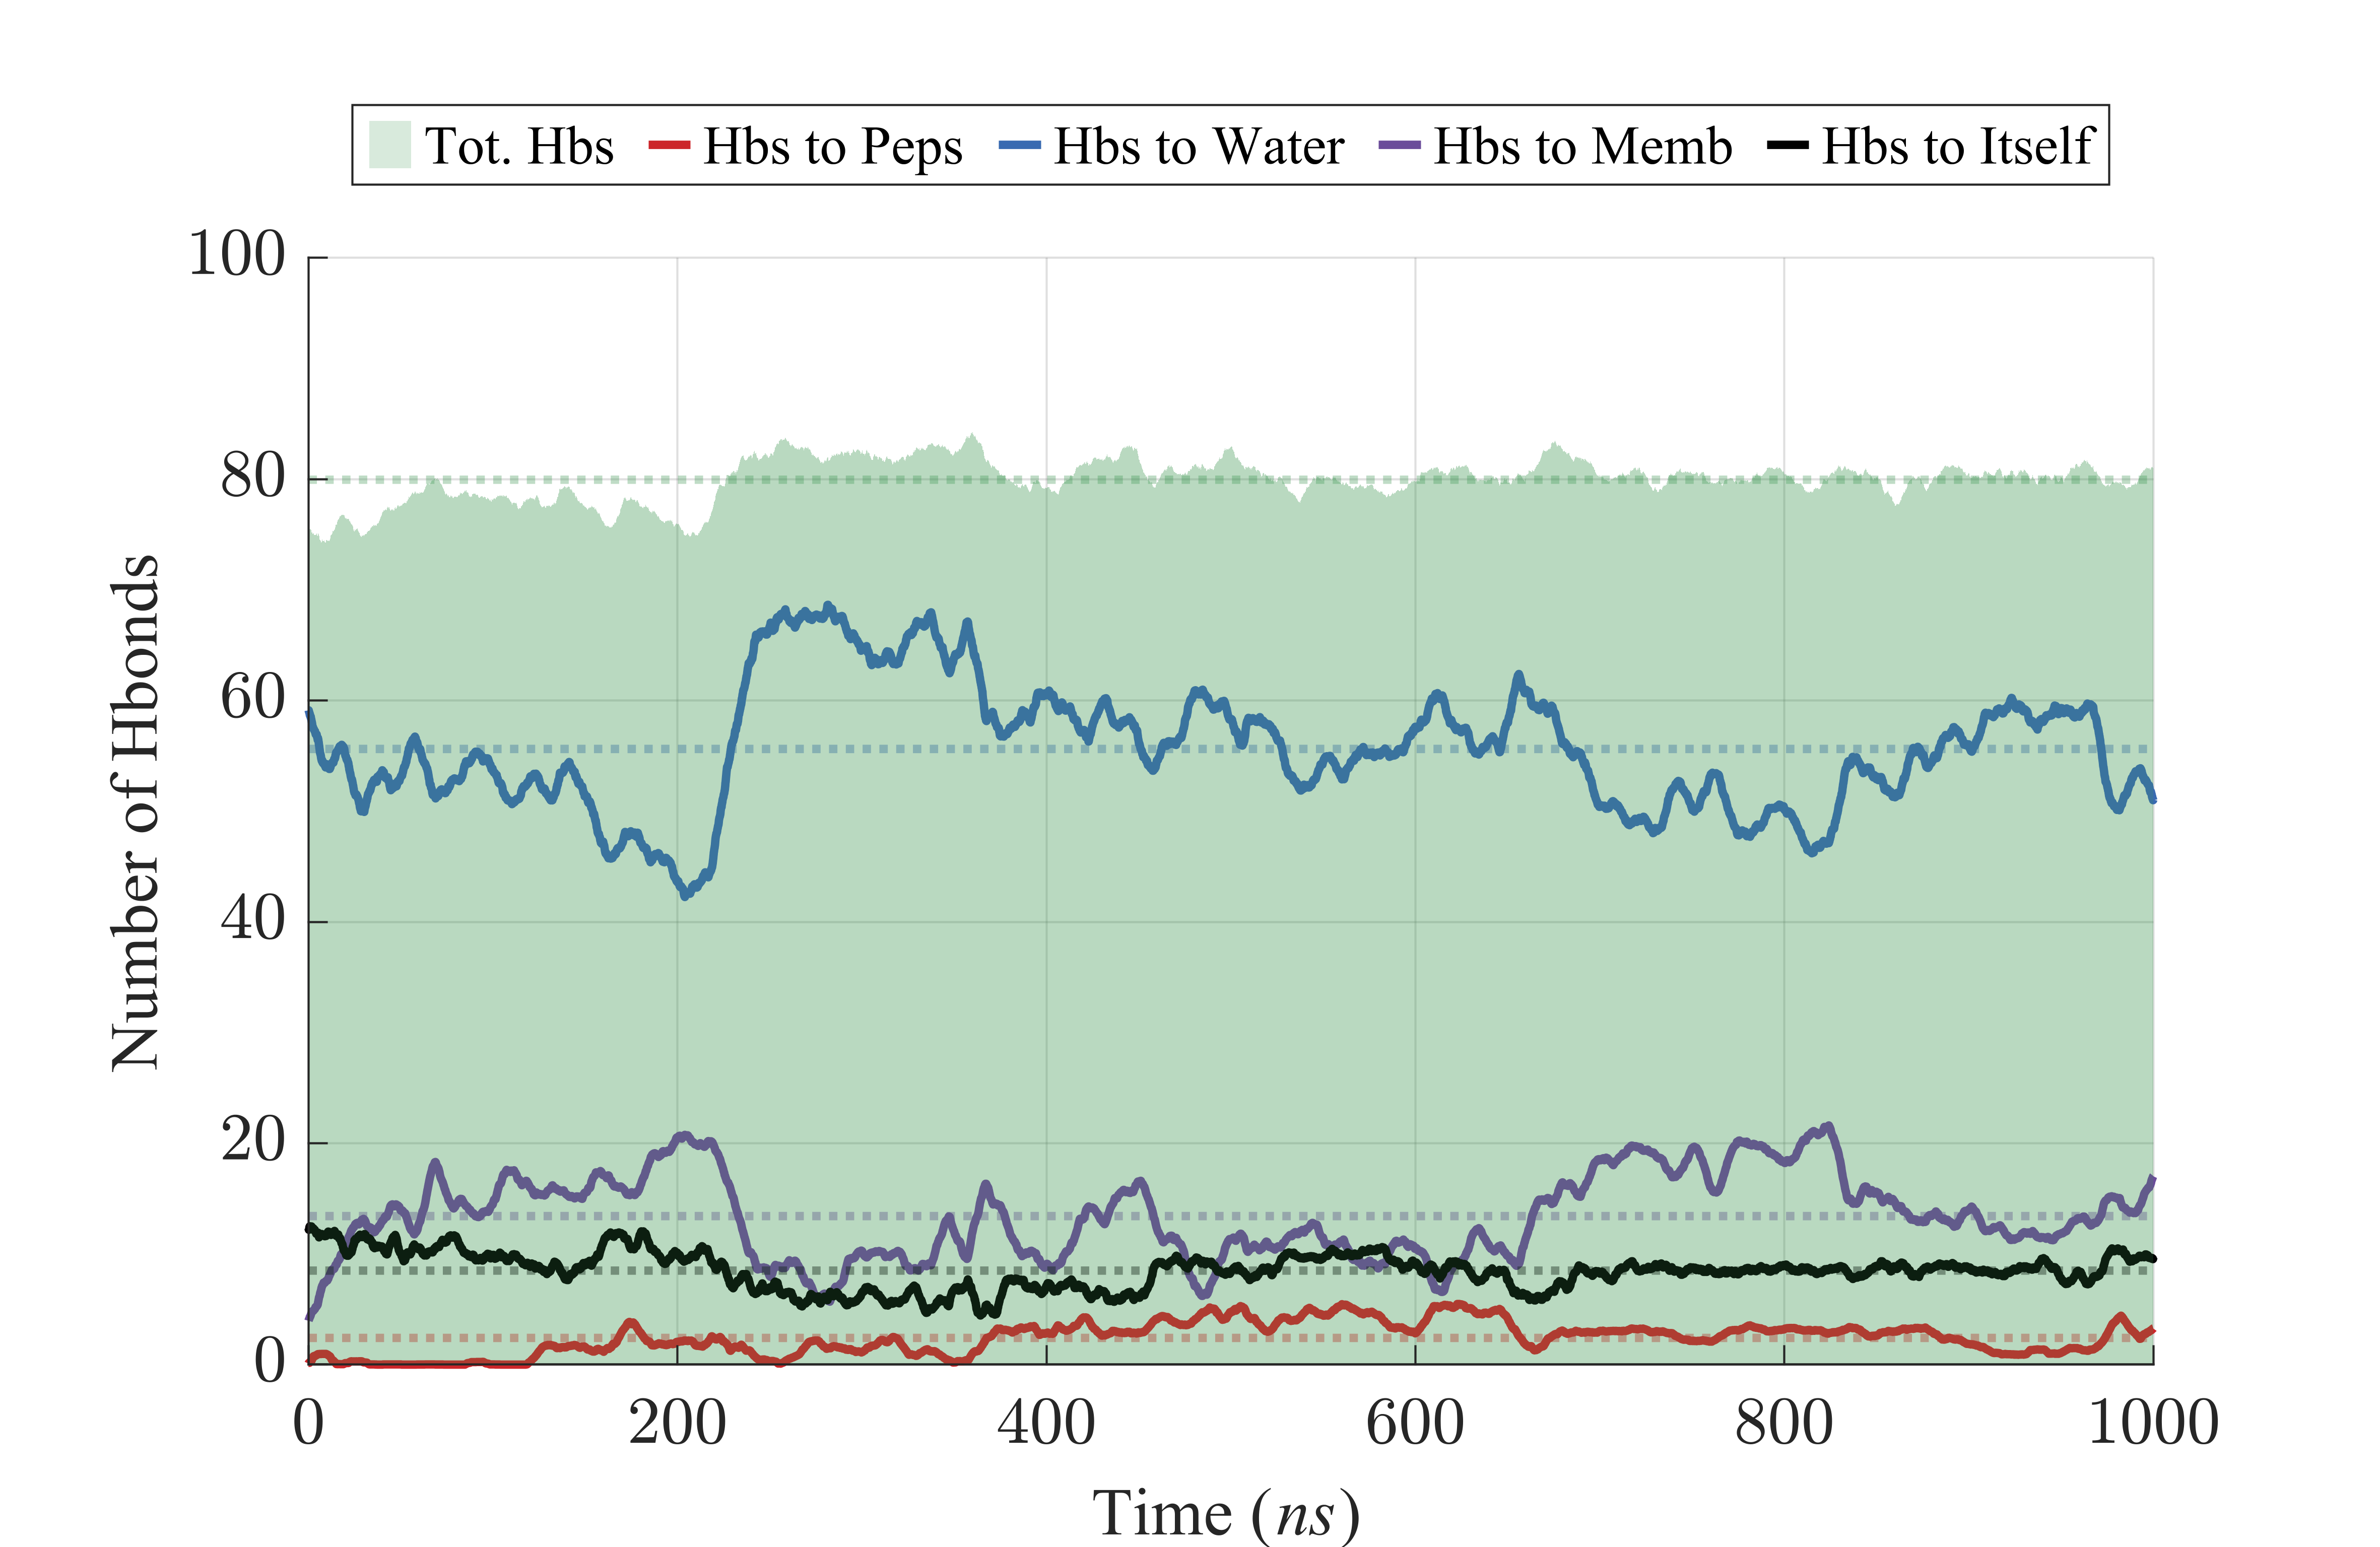 Tot. Hbs Hbs to Peps Hbs to Water Hbs to Memb Hbs to Itself
100
80
60
40
20
0
Number of Hbonds
0 200 400 600 800 1000
Time (ns)